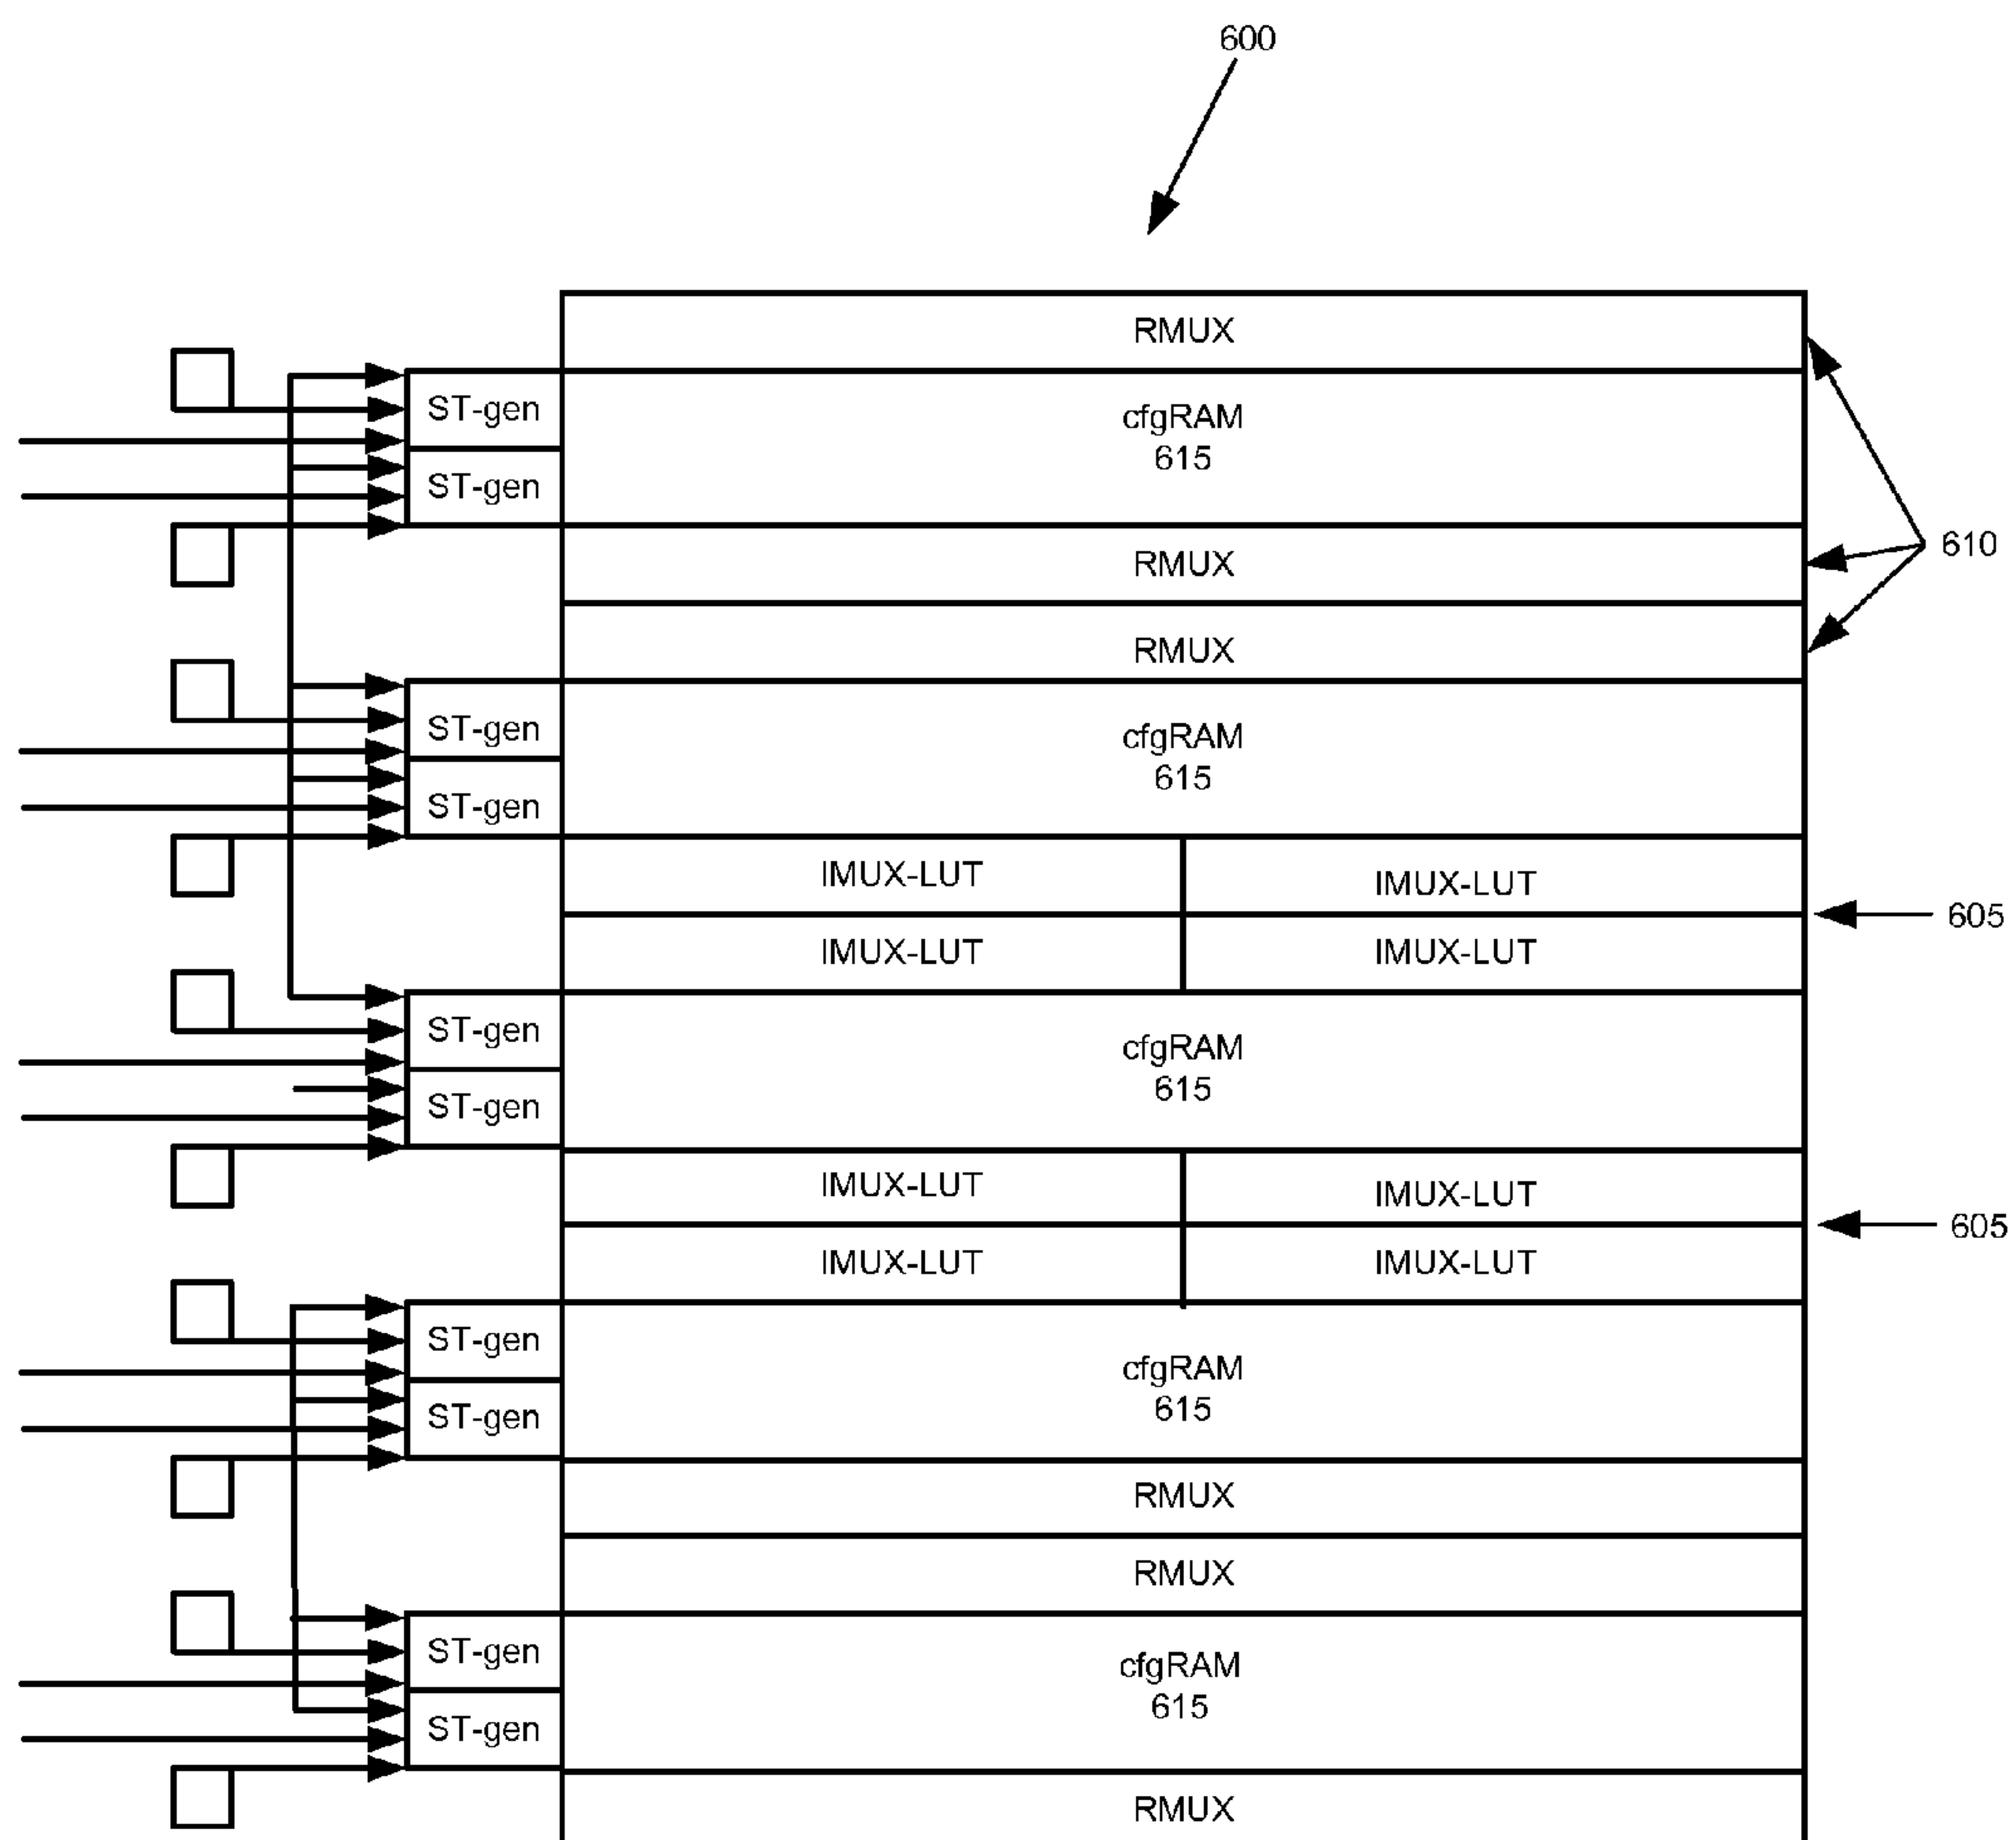 600
RMUX
ST-gen
cfgRAM
615
ST-gen
RMUX
610
RMUX
ST-gen
cfgRAM
615
ST-gen
IMUX-LUT
IMUX-LUT
605
IMUX-LUT
IMUX-LUT
ST-gen
cfgRAM
615
ST-gen
IMUX-LUT
IMUX-LUT
605
IMUX-LUT
IMUX-LUT
ST-gen
cfgRAM
615
ST-gen
RMUX
RMUX
ST-gen
cfgRAM
615
ST-gen
RMUX